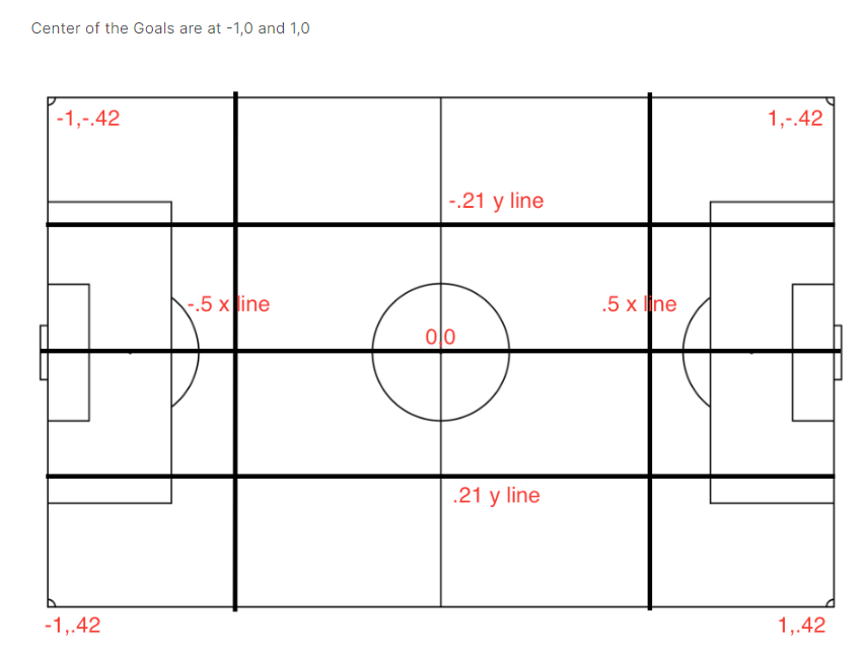 Center of the Goals are at -1,0 and 1,0
-1,-.42
1,-.42
-.21 y line
-.5 x line
.5 x line
0,0
.21 y line
-1,.42
1,.42